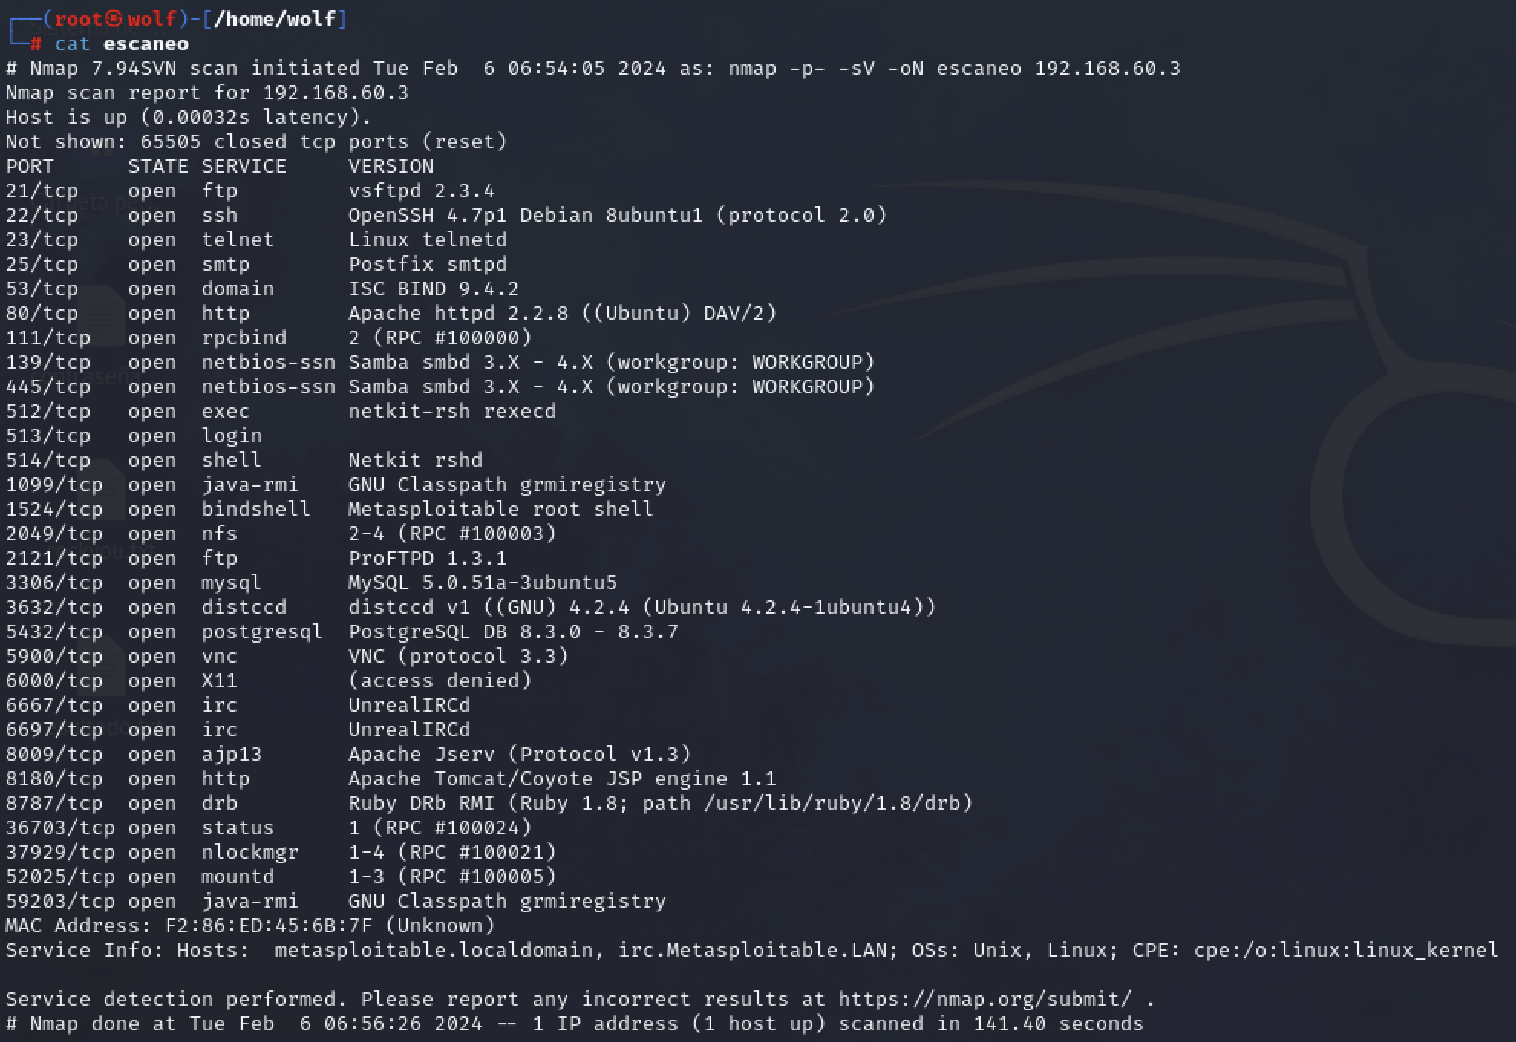 ┌──(root㉿wolf)-[/home/wolf]
└─# cat escaneo
# Nmap 7.94SVN scan initiated Tue Feb  6 06:54:05 2024 as: nmap -p- -sV -oN escaneo 192.168.60.3
Nmap scan report for 192.168.60.3
Host is up (0.00032s latency).
Not shown: 65505 closed tcp ports (reset)
PORT      STATE SERVICE     VERSION
21/tcp    open  ftp         vsftpd 2.3.4
22/tcp    open  ssh         OpenSSH 4.7p1 Debian 8ubuntu1 (protocol 2.0)
23/tcp    open  telnet      Linux telnetd
25/tcp    open  smtp        Postfix smtpd
53/tcp    open  domain      ISC BIND 9.4.2
80/tcp    open  http        Apache httpd 2.2.8 ((Ubuntu) DAV/2)
111/tcp   open  rpcbind     2 (RPC #100000)
139/tcp   open  netbios-ssn Samba smbd 3.X - 4.X (workgroup: WORKGROUP)
445/tcp   open  netbios-ssn Samba smbd 3.X - 4.X (workgroup: WORKGROUP)
512/tcp   open  exec        netkit-rsh rexecd
513/tcp   open  login
514/tcp   open  shell       Netkit rshd
1099/tcp  open  java-rmi    GNU Classpath grmiregistry
1524/tcp  open  bindshell   Metasploitable root shell
2049/tcp  open  nfs         2-4 (RPC #100003)
2121/tcp  open  ftp         ProFTPD 1.3.1
3306/tcp  open  mysql       MySQL 5.0.51a-3ubuntu5
3632/tcp  open  distccd     distccd v1 ((GNU) 4.2.4 (Ubuntu 4.2.4-1ubuntu4))
5432/tcp  open  postgresql  PostgreSQL DB 8.3.0 - 8.3.7
5900/tcp  open  vnc         VNC (protocol 3.3)
6000/tcp  open  X11         (access denied)
6667/tcp  open  irc         UnrealIRCd
6697/tcp  open  irc         UnrealIRCd
8009/tcp  open  ajp13       Apache Jserv (Protocol v1.3)
8180/tcp  open  http        Apache Tomcat/Coyote JSP engine 1.1
8787/tcp  open  drb         Ruby DRb RMI (Ruby 1.8; path /usr/lib/ruby/1.8/drb)
36703/tcp open  status      1 (RPC #100024)
37929/tcp open  nlockmgr    1-4 (RPC #100021)
52025/tcp open  mountd      1-3 (RPC #100005)
59203/tcp open  java-rmi    GNU Classpath grmiregistry
MAC Address: F2:86:ED:45:6B:7F (Unknown)
Service Info: Hosts:  metasploitable.localdomain, irc.Metasploitable.LAN; OSs: Unix, Linux; CPE: cpe:/o:linux:linux_kernel

Service detection performed. Please report any incorrect results at https://nmap.org/submit/ .
# Nmap done at Tue Feb  6 06:56:26 2024 -- 1 IP address (1 host up) scanned in 141.40 seconds